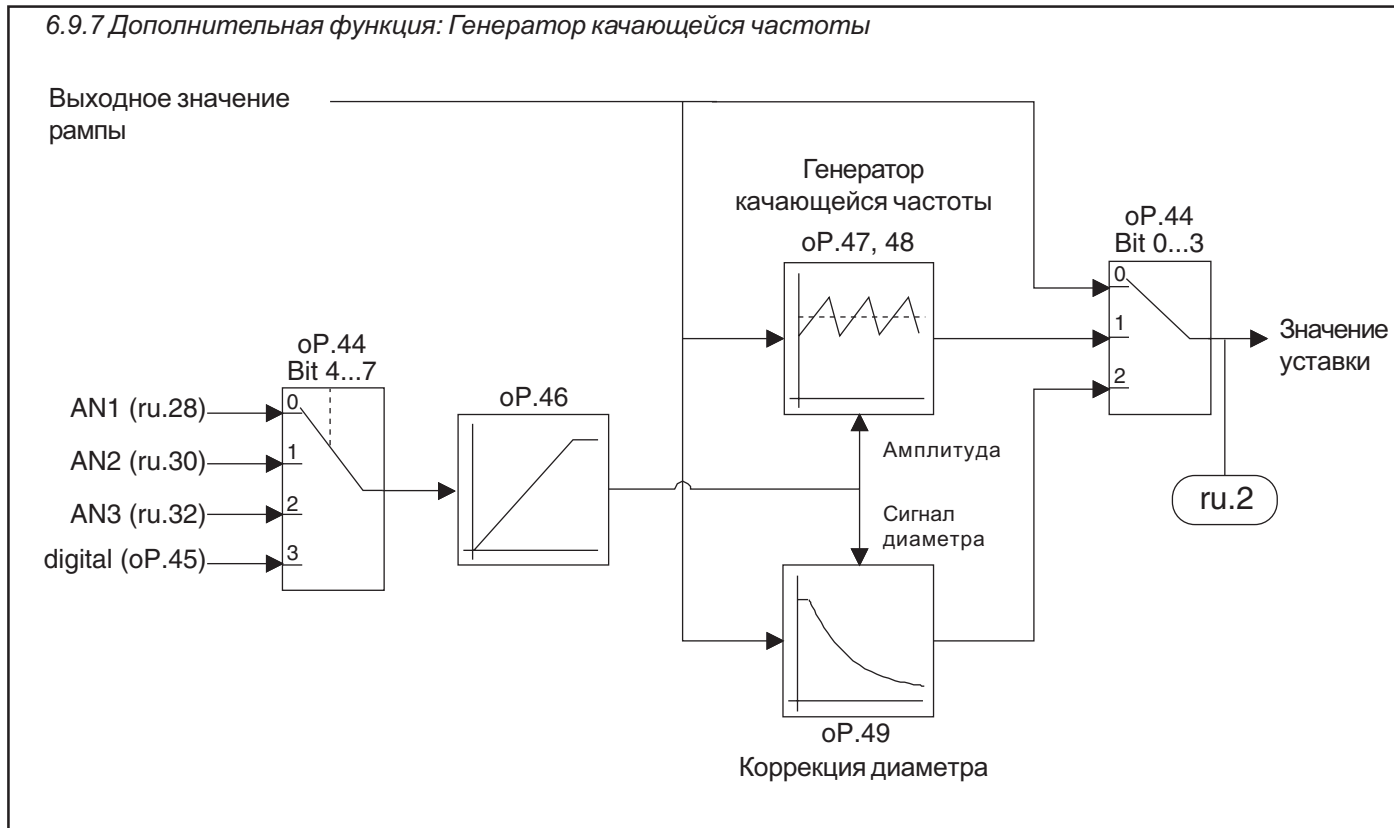 6.9.7 Дополнительная функция: Генератор качающейся частоты
Выходное значение
рампы
Генератор
качающейся частоты
oP.47, 48
oP.44
Bit 0...3
0
1
2
Значение
уставки
ru.2
oP.44
Bit 4...7
AN1 (ru.28)
0
AN2 (ru.30)
1
AN3 (ru.32)
2
digital (oP.45)
3
oP.46
Амплитуда
Сигнал
диаметра
oP.49
Коррекция диаметра